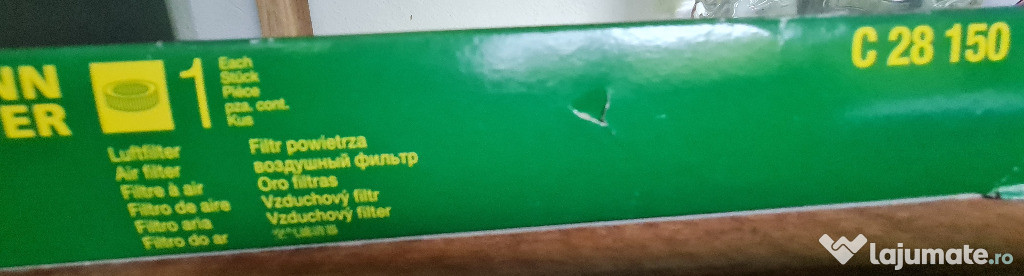 NN
TER
1
Each
Stück
Pièce
pza. cont.
Kus
C 28 150
Luftfilter
Air filter
Filtre à air
Filtro de aire
Filtro aria
Filtro do ar
Filtr powietrza
воздушный фильтр
Oro filtras
Vzduchový filtr
Vzduchový filter
lajumate.ro